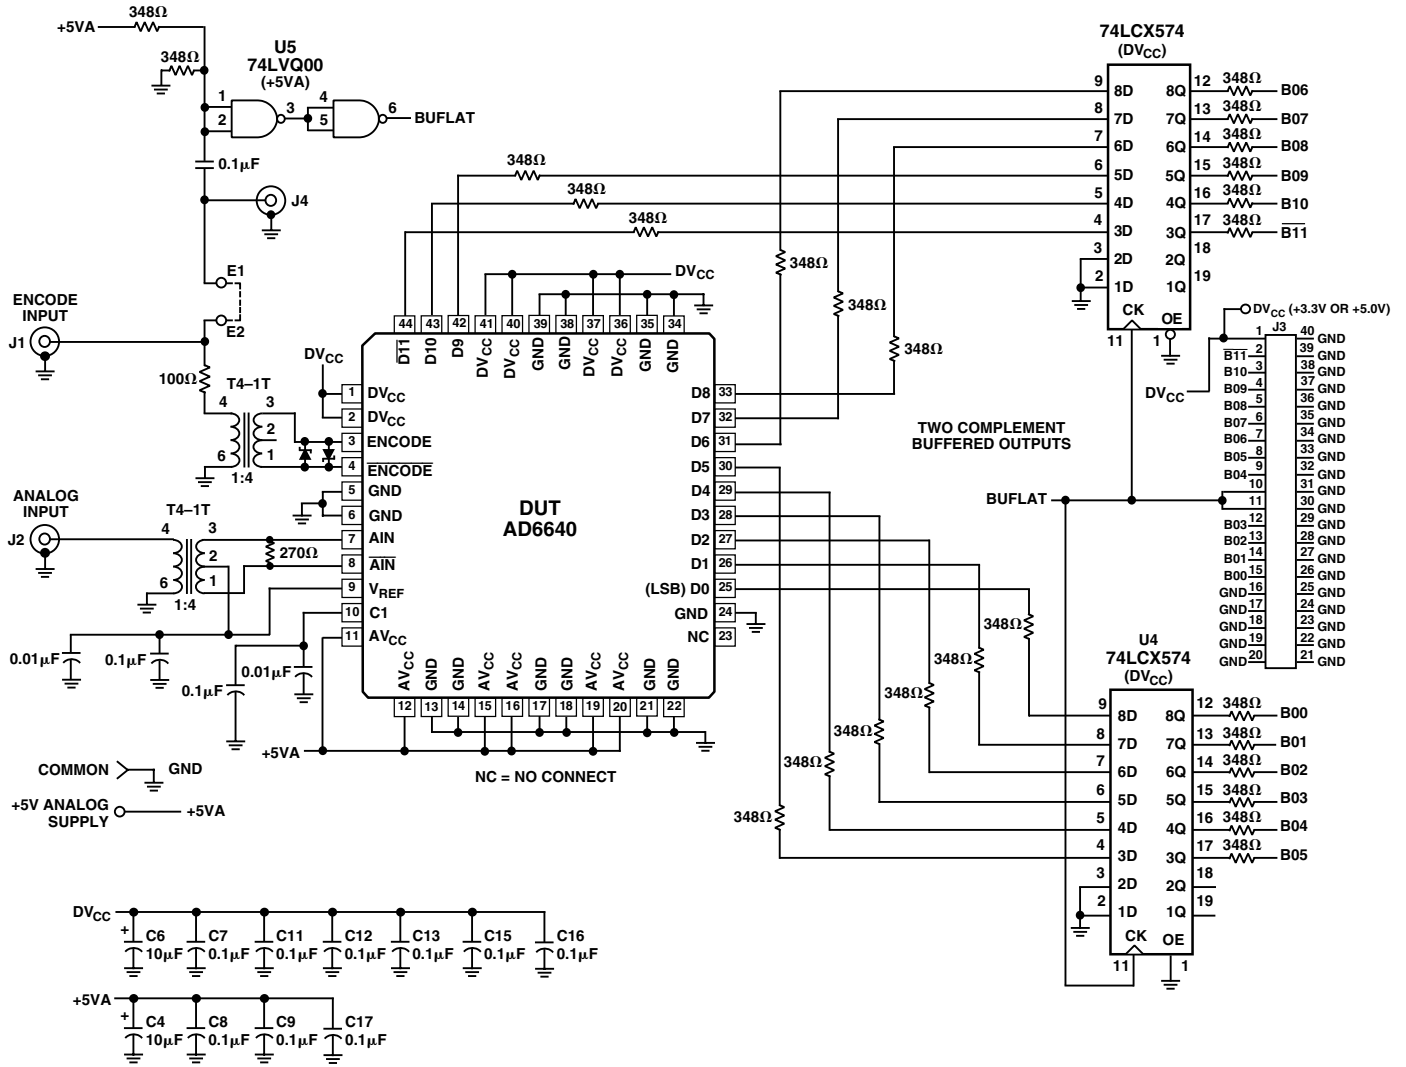 348Ω
+5VA
348Ω
U5
74LVQ00
(+5VA)
1
2
3
4
5
6
BUFLAT
0.1µF
J4
E1
E2
ENCODE
INPUT
J1
100Ω
T4–1T
4
3
2
6
1
1:4
ANALOG
INPUT
J2
T4–1T
4
3
2
6
1
1:4
270Ω
0.01µF
0.1µF
0.1µF
0.01µF
+5VA
COMMON
GND
+5V ANALOG
SUPPLY
+5VA
348Ω
348Ω
348Ω
DVCC
44 43 42 41 40 39 38 37 36 35 34
D11 D10 D9 DVCC DVCC GND GND DVCC DVCC GND GND
DVCC
1 DVCC
2 DVCC
3 ENCODE
4 ENCODE
5 GND
6 GND
7 AIN
8 AIN
9 VREF
10 C1
11 AVCC
DUT
AD6640
D8 33
D7 32
D6 31
D5 30
D4 29
D3 28
D2 27
D1 26
(LSB) D0 25
GND 24
NC 23
AVCC GND GND AVCC AVCC GND GND AVCC AVCC GND GND
12 13 14 15 16 17 18 19 20 21 22
NC = NO CONNECT
348Ω
348Ω
348Ω
348Ω
348Ω
348Ω
348Ω
348Ω
348Ω
74LCX574
(DVCC)
9 8D 8Q 12 348Ω B06
8 7D 7Q 13 348Ω B07
7 6D 6Q 14 348Ω B08
6 5D 5Q 15 348Ω B09
5 4D 4Q 16 348Ω B10
4 3D 3Q 17 348Ω B11
3 2D 2Q 18
2 1D 1Q 19
CK OE
11 1
TWO COMPLEMENT
BUFFERED OUTPUTS
BUFLAT
DVCC (+3.3V OR +5.0V)
J3
DVCC
1 40 GND
B11 2 39 GND
B10 3 38 GND
B09 4 37 GND
B08 5 36 GND
B07 6 35 GND
B06 7 34 GND
B05 8 33 GND
B04 9 32 GND
10 31 GND
11 30 GND
B03 12 29 GND
B02 13 28 GND
B01 14 27 GND
B00 15 26 GND
GND 16 25 GND
GND 17 24 GND
GND 18 23 GND
GND 19 22 GND
GND 20 21 GND
U4
74LCX574
(DVCC)
9 8D 8Q 12 348Ω B00
8 7D 7Q 13 348Ω B01
7 6D 6Q 14 348Ω B02
6 5D 5Q 15 348Ω B03
5 4D 4Q 16 348Ω B04
4 3D 3Q 17 348Ω B05
3 2D 2Q 18
2 1D 1Q 19
CK OE
11 1
DVCC
+ C6 C7 C11 C12 C13 C15 C16
10µF 0.1µF 0.1µF 0.1µF 0.1µF 0.1µF 0.1µF
+5VA
+ C4 C8 C9 C17
10µF 0.1µF 0.1µF 0.1µF